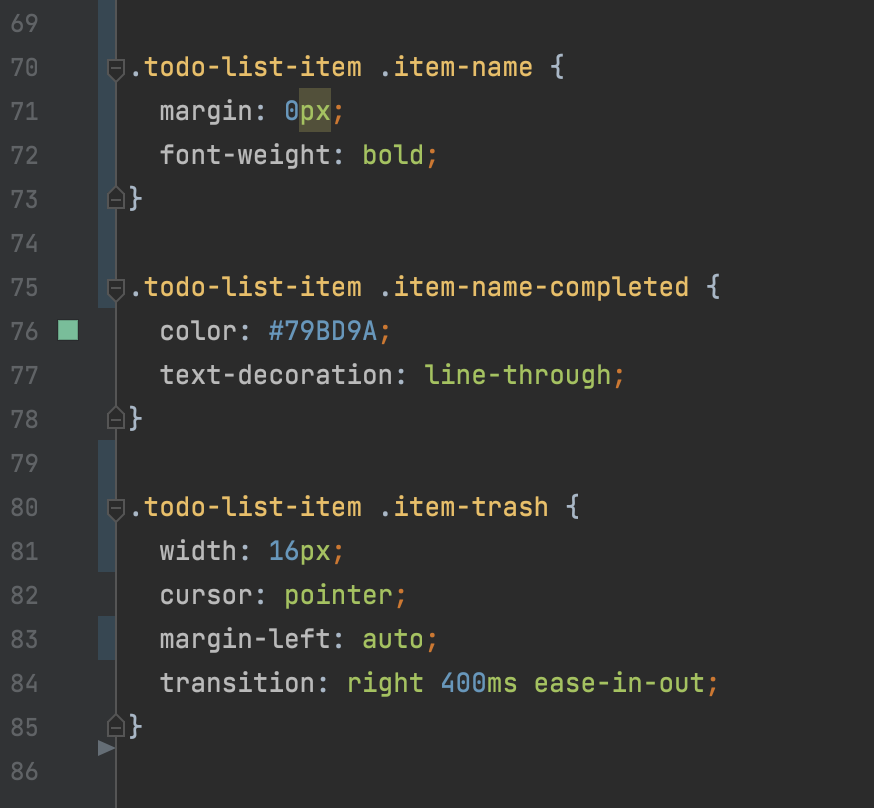 69
70 .todo-list-item .item-name {
71   margin: 0px;
72   font-weight: bold;
73 }
74
75 .todo-list-item .item-name-completed {
76   color: #79BD9A;
77   text-decoration: line-through;
78 }
79
80 .todo-list-item .item-trash {
81   width: 16px;
82   cursor: pointer;
83   margin-left: auto;
84   transition: right 400ms ease-in-out;
85 }
86